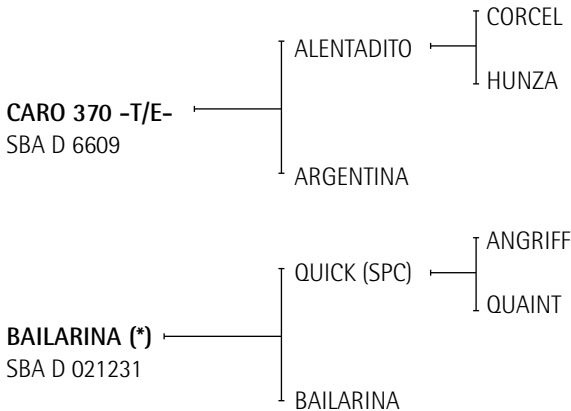 CORCEL
ALENTADITO
HUNZA
CARO 370 -T/E-
SBA D 6609
ARGENTINA
ANGRIFF
QUICK (SPC)
QUAINT
BAILARINA (*)
SBA D 021231
BAILARINA